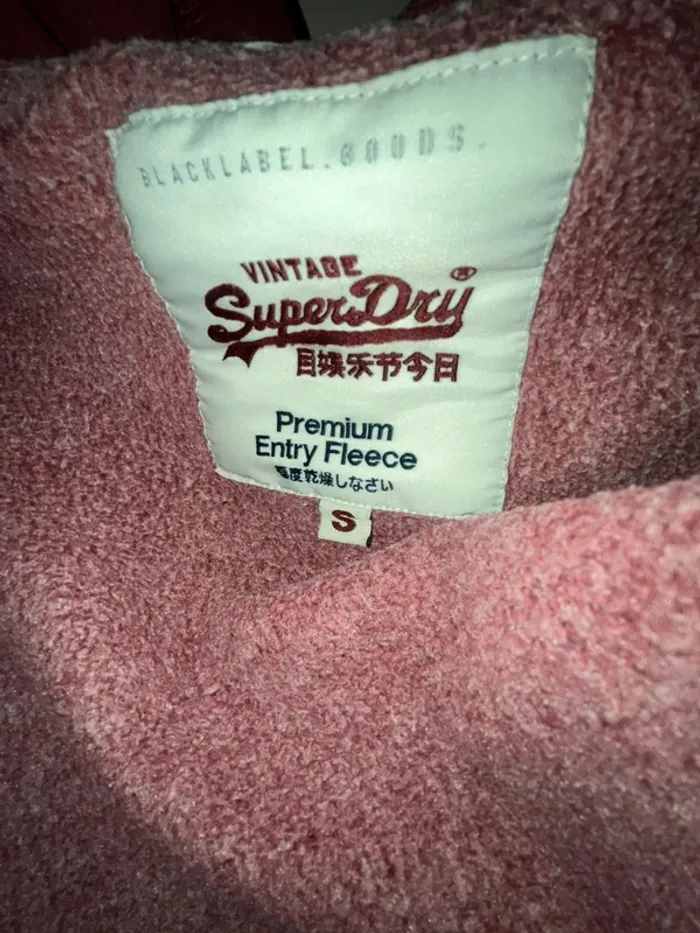 BLACKLABEL.GOODS.
VINTAGE
SuperDry®
目娱乐节今日
Premium
Entry Fleece
極度乾燥しなさい
S